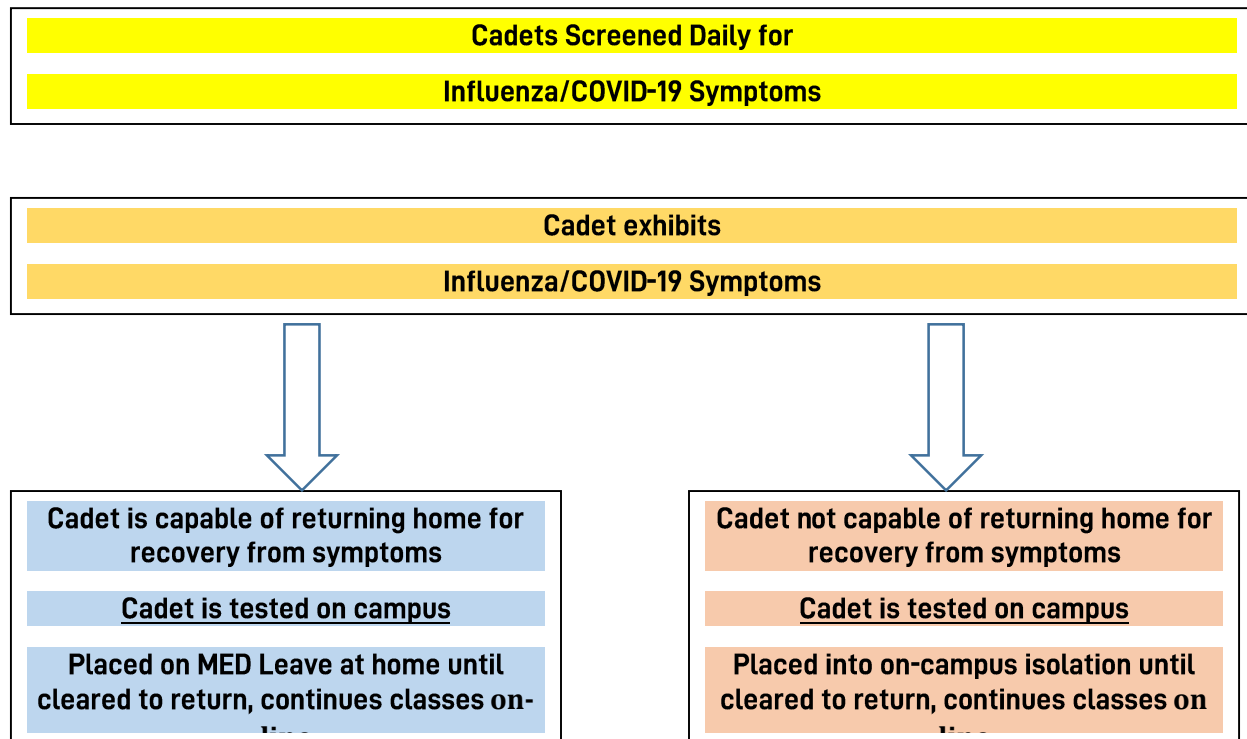 Cadets Screened Daily for
Influenza/COVID-19 Symptoms
Cadet exhibits
Influenza/COVID-19 Symptoms
Cadet is capable of returning home for
recovery from symptoms
Cadet is tested on campus
Placed on MED Leave at home until
cleared to return, continues classes on-
line
Cadet not capable of returning home for
recovery from symptoms
Cadet is tested on campus
Placed into on-campus isolation until
cleared to return, continues classes on
line